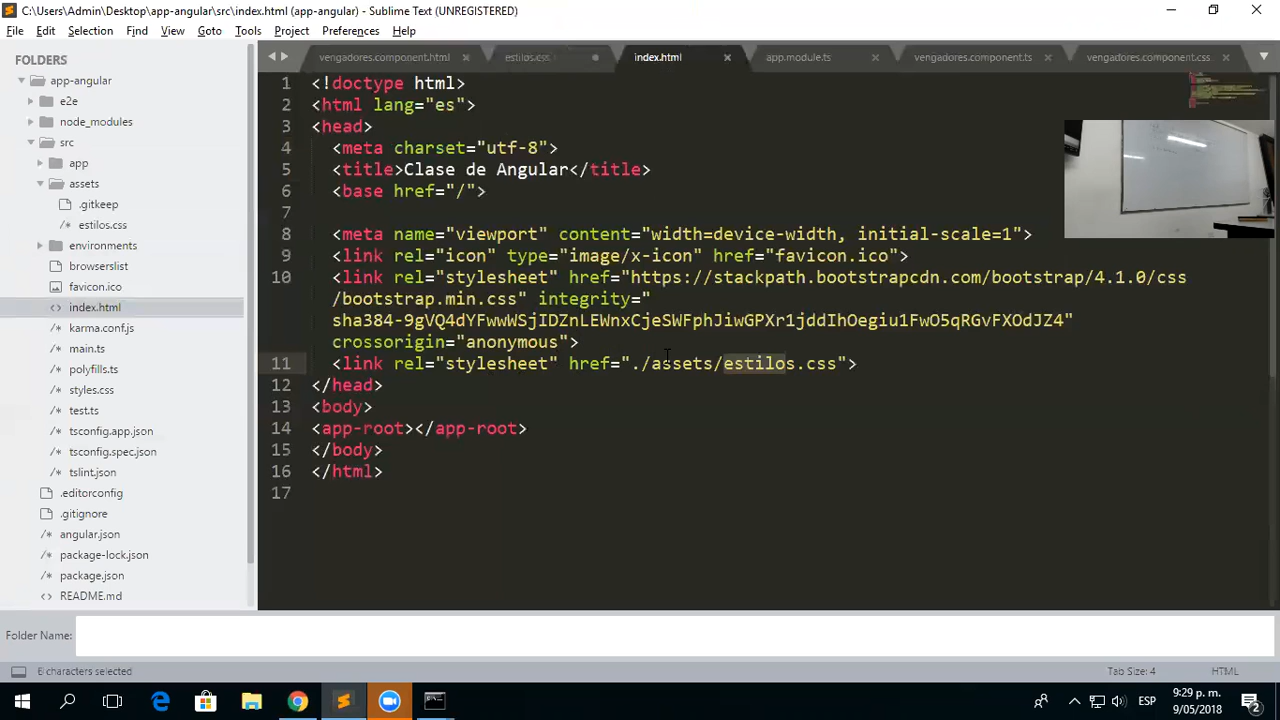 C:\Users\Admin\Desktop\app-angular\src\index.html (app-angular) - Sublime Text (UNREGISTERED)
File Edit Selection Find View Goto Tools Project Preferences Help
FOLDERS
app-angular
e2e
node_modules
src
app
assets
.gitkeep
estilos.css
environments
browserslist
favicon.ico
index.html
karma.conf.js
main.ts
polyfills.ts
styles.css
test.ts
tsconfig.app.json
tsconfig.spec.json
tslint.json
.editorconfig
.gitignore
angular.json
package-lock.json
package.json
README.md
vengadores.component.html estilos.css index.html app.module.ts vengadores.component.ts vengadores.component.css
1 <!doctype html>
2 <html lang="es">
3 <head>
4 <meta charset="utf-8">
5 <title>Clase de Angular</title>
6 <base href="/">
7
8 <meta name="viewport" content="width=device-width, initial-scale=1">
9 <link rel="icon" type="image/x-icon" href="favicon.ico">
10 <link rel="stylesheet" href="https://stackpath.bootstrapcdn.com/bootstrap/4.1.0/css
/bootstrap.min.css" integrity="
sha384-9gVQ4dYFwwWSjIDZnLEWnxCjeSWFphJiwGPXr1jddIhOegiu1FwO5qRGvFXOdJZ4"
crossorigin="anonymous">
11 <link rel="stylesheet" href="./assets/estilos.css">
12 </head>
13 <body>
14 <app-root></app-root>
15 </body>
16 </html>
17
Folder Name:
6 characters selected Tab Size: 4 HTML
ESP 9:29 p. m.
9/05/2018
2